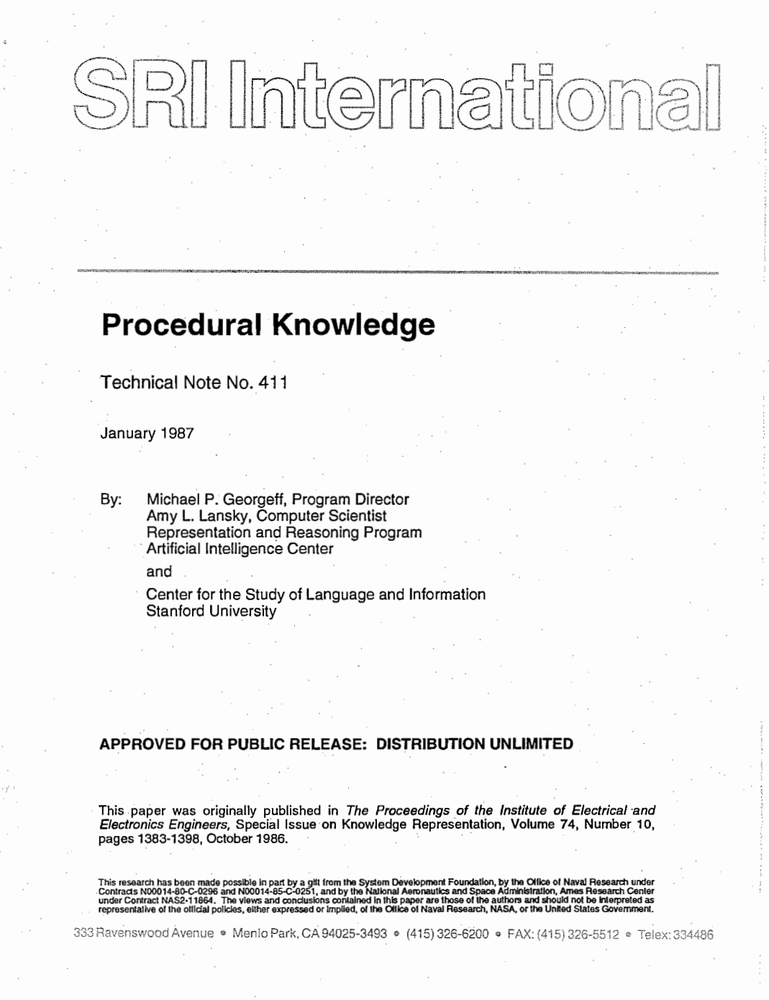 SRI International
Procedural Knowledge
Technical Note No. 411
January 1987
By: Michael P. Georgeff, Program Director
Amy L. Lansky, Computer Scientist
Representation and Reasoning Program
Artificial Intelligence Center
and
Center for the Study of Language and Information
Stanford University
APPROVED FOR PUBLIC RELEASE: DISTRIBUTION UNLIMITED
This paper was originally published in The Proceedings of the Institute of Electrical and
Electronics Engineers, Special Issue on Knowledge Representation, Volume 74, Number 10,
pages 1383-1398, October 1986.
This research has been made possible in part by a gift from the System Development Foundation, by the Office of Naval Research under
Contracts N00014-80-C-0296 and N00014-85-C-0251, and by the National Aeronautics and Space Administration, Ames Research Center
under Contract NAS2-11864. The views and conclusions contained in this paper are those of the authors and should not be interpreted as
representative of the official policies, either expressed or implied, of the Office of Naval Research, NASA, or the United States Government.
333 Ravenswood Avenue • Menlo Park, CA 94025-3493 • (415) 326-6200 • FAX: (415) 326-5512 • Telex: 334486